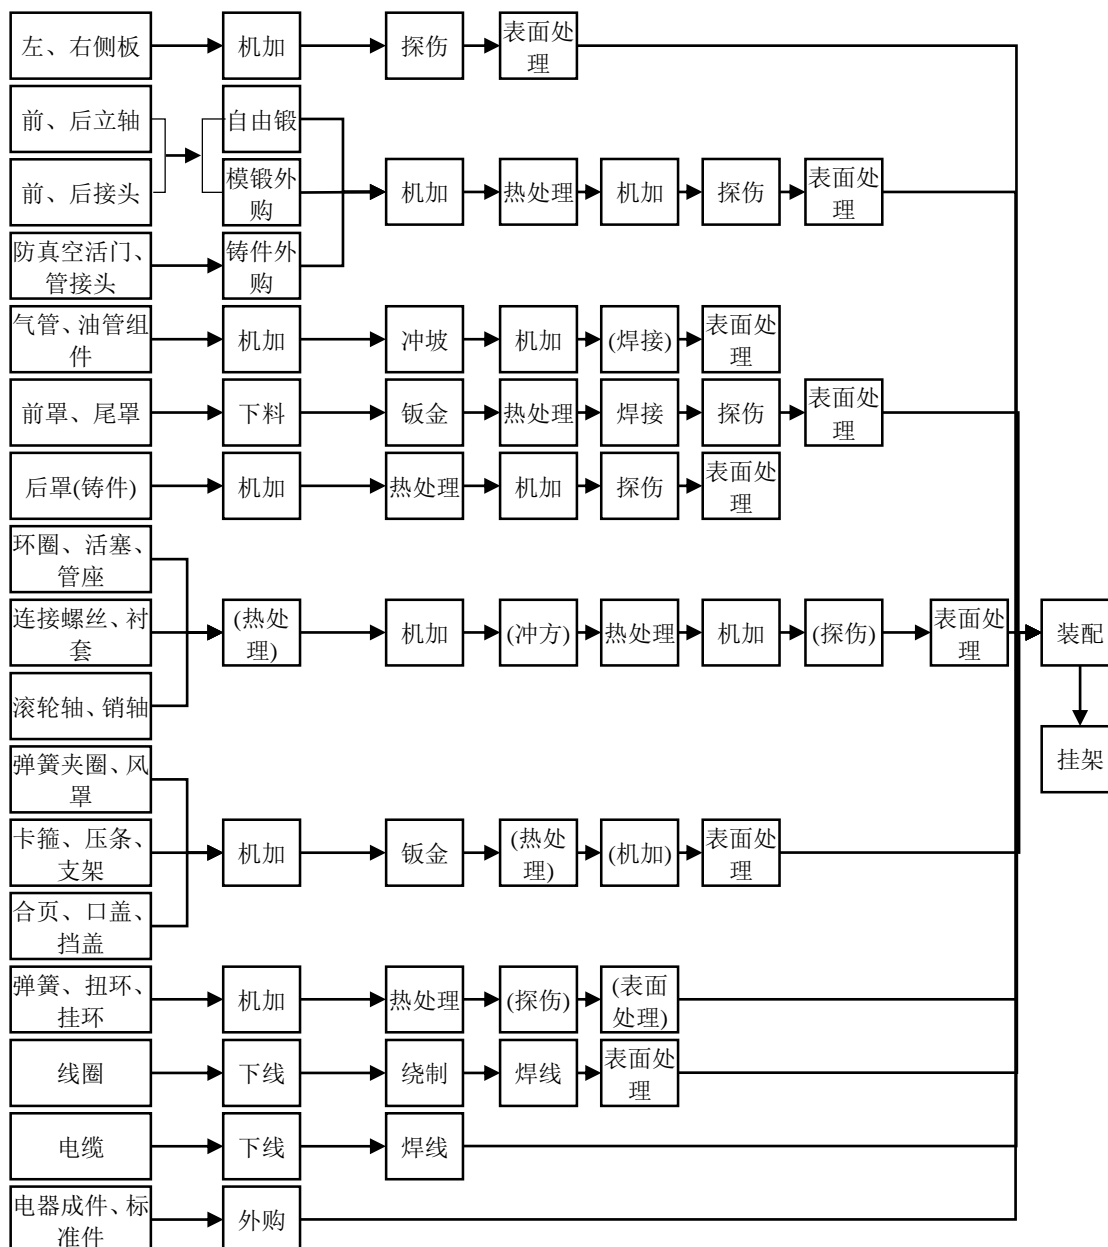 左、右侧板
机加
探伤
表面处
理
前、后立轴
自由锻
前、后接头
模锻外
购
机加
热处理
机加
探伤
表面处
理
防真空活门、
管接头
铸件外
购
气管、油管组
件
机加
冲坡
机加
(焊接)
表面处
理
前罩、尾罩
下料
钣金
热处理
焊接
探伤
表面处
理
后罩(铸件)
机加
热处理
机加
探伤
表面处
理
环圈、活塞、
管座
连接螺丝、衬
套
(热处
理)
机加
(冲方)
热处理
机加
(探伤)
表面处
理
装配
滚轮轴、销轴
挂架
弹簧夹圈、风
罩
卡箍、压条、
支架
机加
钣金
(热处
理)
(机加)
表面处
理
合页、口盖、
挡盖
弹簧、扭环、
挂环
机加
热处理
(探伤)
(表面
处理)
线圈
下线
绕制
焊线
表面处
理
电缆
下线
焊线
电器成件、标
准件
外购